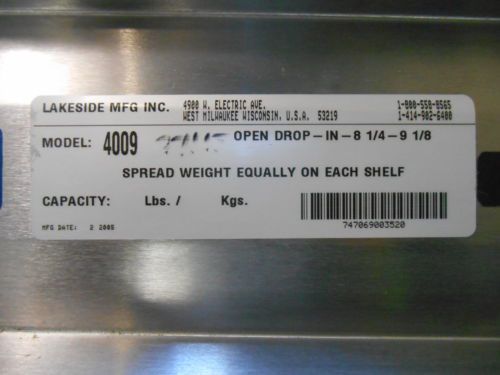 LAKESIDE MFG INC. 4900 W. ELECTRIC AVE. 1-800-558-8565
WEST MILWAUKEE WISCONSIN, U.S.A. 53219 1-414-902-6400
MODEL: 4009 OPEN DROP-IN-8 1/4-9 1/8
SPREAD WEIGHT EQUALLY ON EACH SHELF
CAPACITY: Lbs. / Kgs.
MFG DATE: 2 2005
747069003520